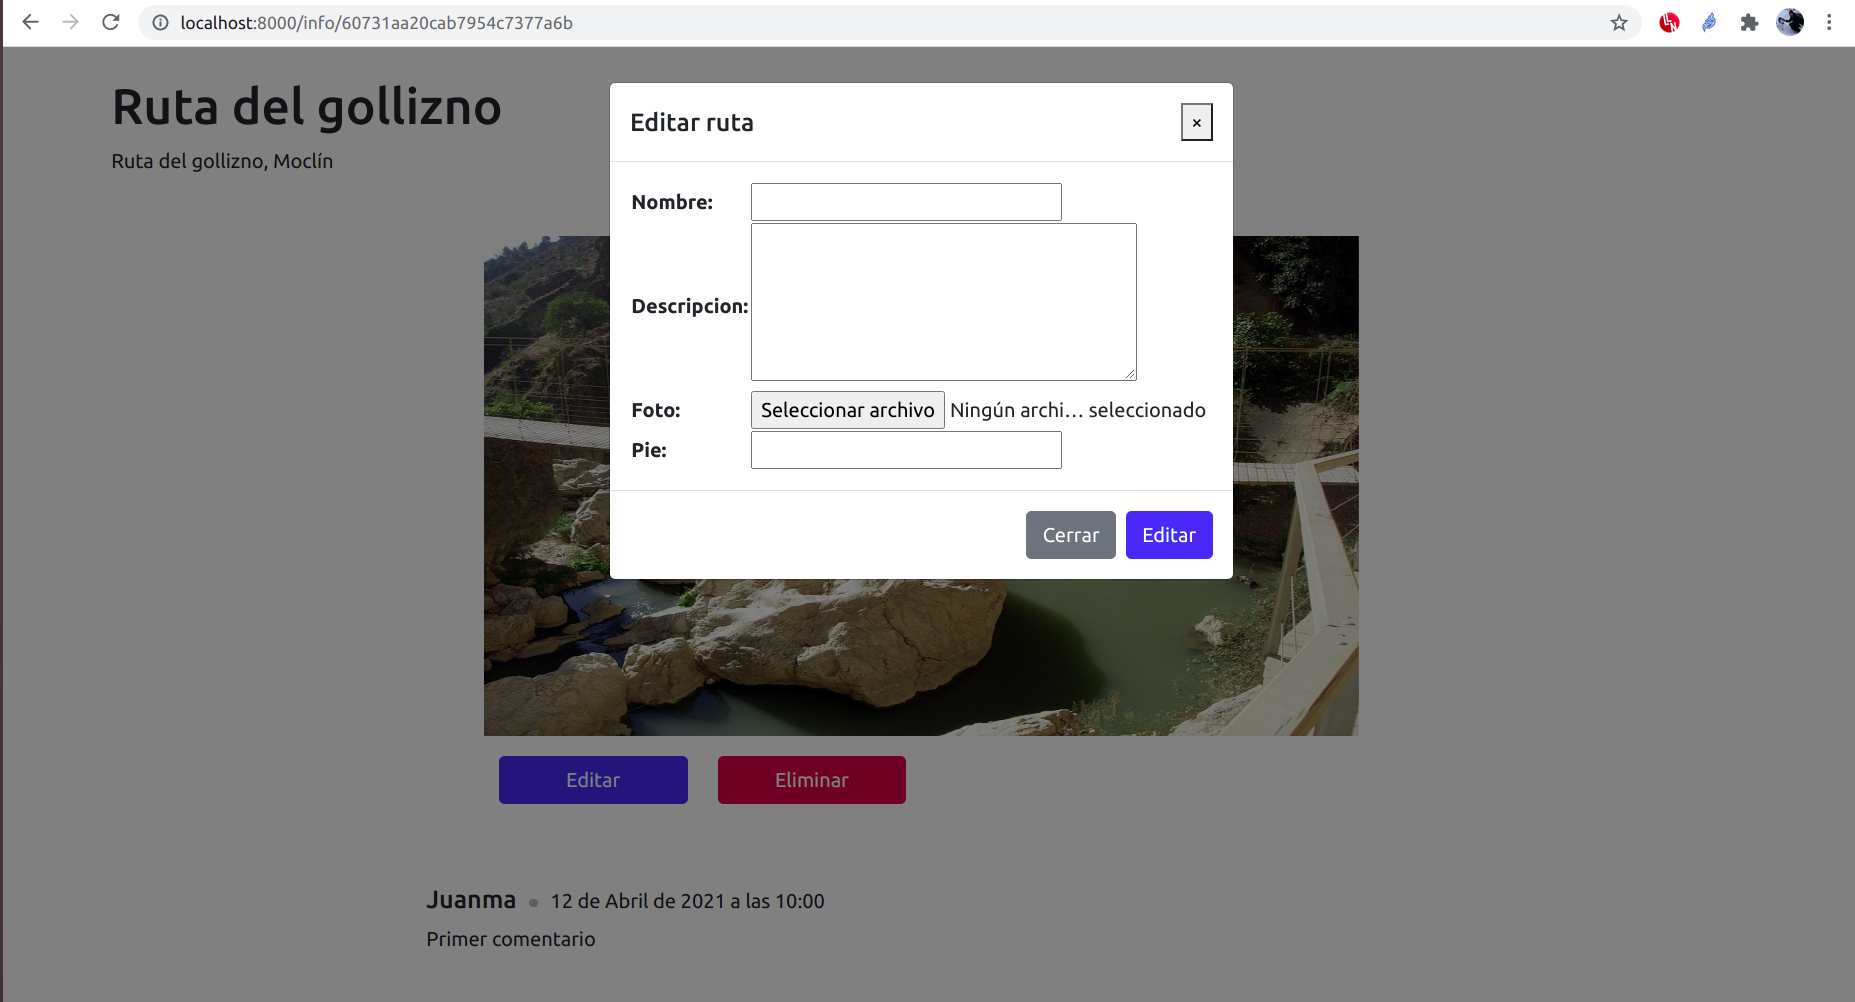 localhost:8000/info/60731aa20cab7954c7377a6b
Ruta del gollizno
Ruta del gollizno, Moclín
Editar ruta
×
Nombre:
Descripcion:
Foto: Seleccionar archivo Ningún archi… seleccionado
Pie:
Cerrar Editar
Editar Eliminar
Juanma 12 de Abril de 2021 a las 10:00
Primer comentario